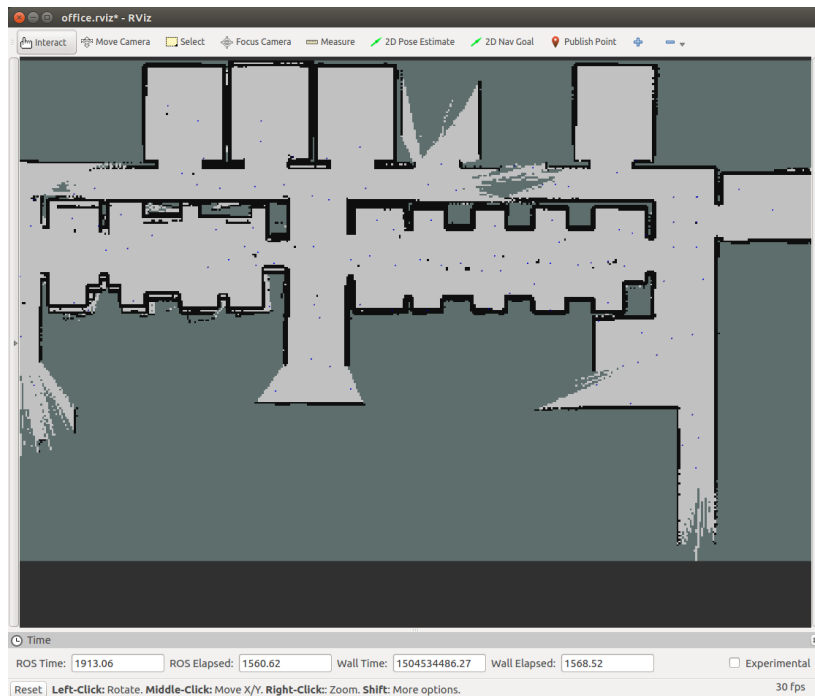 office.rviz* - RViz
Interact Move Camera Select Focus Camera Measure 2D Pose Estimate 2D Nav Goal Publish Point
Time
ROS Time: 1913.06 ROS Elapsed: 1560.62 Wall Time: 1504534486.27 Wall Elapsed: 1568.52 Experimental
Reset Left-Click: Rotate. Middle-Click: Move X/Y. Right-Click:: Zoom. Shift: More options. 30 fps